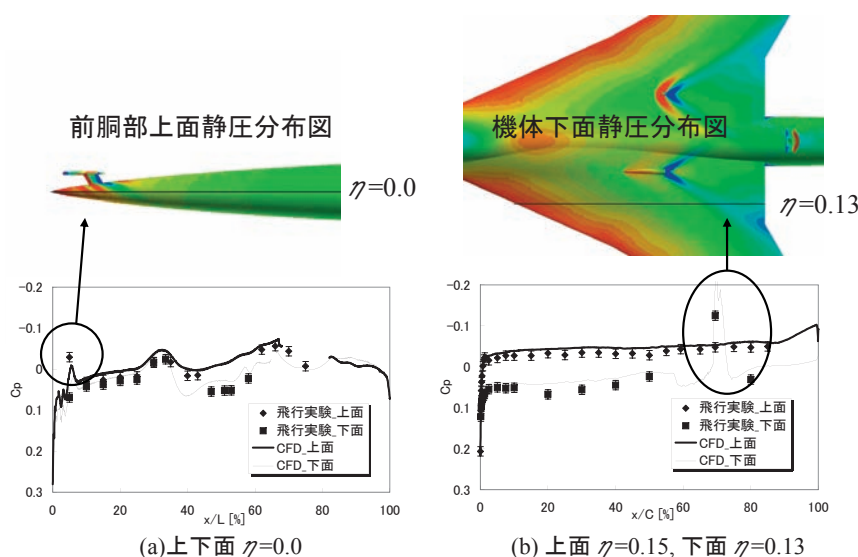 前胴部上面静圧分布図
η=0.0
-0.2
-0.1
0
0.1
0.2
0.3
Cp
0
20
40
60
80
100
x/L [%]
飛行実験_上面
飛行実験_下面
CFD_上面
CFD_下面
(a)上下面 η=0.0
機体下面静圧分布図
η=0.13
-0.2
-0.1
0
0.1
0.2
0.3
Cp
0
20
40
60
80
100
x/C [%]
飛行実験_上面
飛行実験_下面
CFD_上面
CFD_下面
(b) 上面 η=0.15, 下面 η=0.13